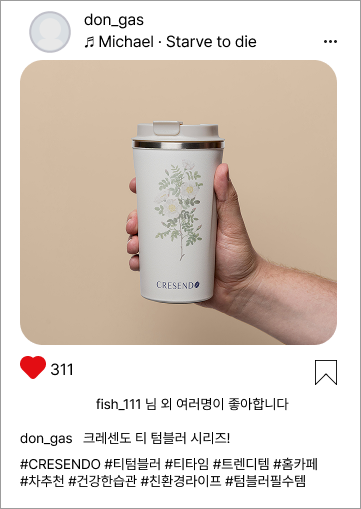 don_gas
♬ Michael · Starve to die
CRESENDO
311
fish_111 님 외 여러명이 좋아합니다
don_gas 크레센도 티 텀블러 시리즈!
#CRESENDO #티텀블러 #티타임 #트렌디템 #홈카페
#차추천 #건강한습관 #친환경라이프 #텀블러필수템